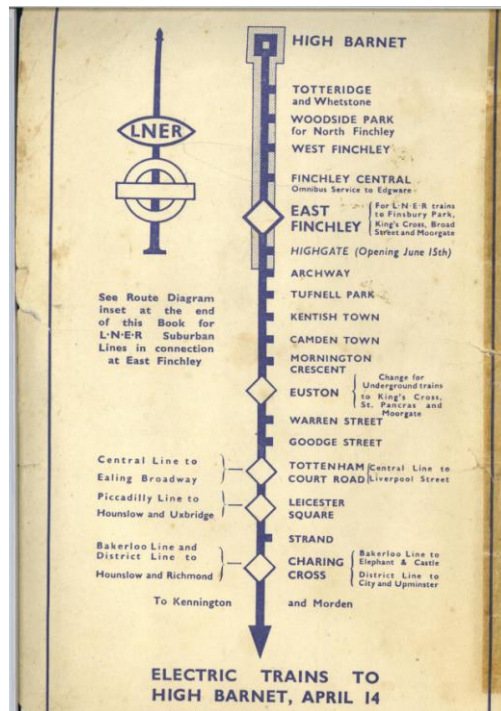 LNER
HIGH BARNET
TOTTERIDGE
and Whetstone
WOODSIDE PARK
for North Finchley
WEST FINCHLEY
FINCHLEY CENTRAL
Omnibus Service to Edgware
EAST
FINCHLEY
For L·N·E·R trains
to Finsbury Park,
King's Cross, Broad
Street and Moorgate
HIGHGATE (Opening June 15th)
ARCHWAY
TUFNELL PARK
KENTISH TOWN
CAMDEN TOWN
MORNINGTON
CRESCENT
See Route Diagram
inset at the end
of this Book for
L·N·E·R Suburban
Lines in connection
at East Finchley
EUSTON
Change for
Underground trains
to King's Cross,
St. Pancras and
Moorgate
WARREN STREET
GOODGE STREET
Central Line to
Ealing Broadway
TOTTENHAM
COURT ROAD
Central Line to
Liverpool Street
Piccadilly Line to
Hounslow and Uxbridge
LEICESTER
SQUARE
STRAND
Bakerloo Line and
District Line to
Hounslow and Richmond
CHARING
CROSS
Bakerloo Line to
Elephant & Castle
District Line to
City and Upminster
To Kennington and Morden
ELECTRIC TRAINS TO
HIGH BARNET, APRIL 14